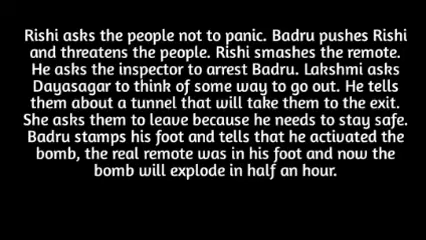 Rishi asks the people not to panic. Badru pushes Rishi
and threatens the people. Rishi smashes the remote.
He asks the inspector to arrest Badru. Lakshmi asks
Dayasagar to think of some way to go out. He tells
them about a tunnel that will take them to the exit.
She asks them to leave because he needs to stay safe.
Badru stamps his foot and tells that he activated the
bomb, the real remote was in his foot and now the
bomb will explode in half an hour.